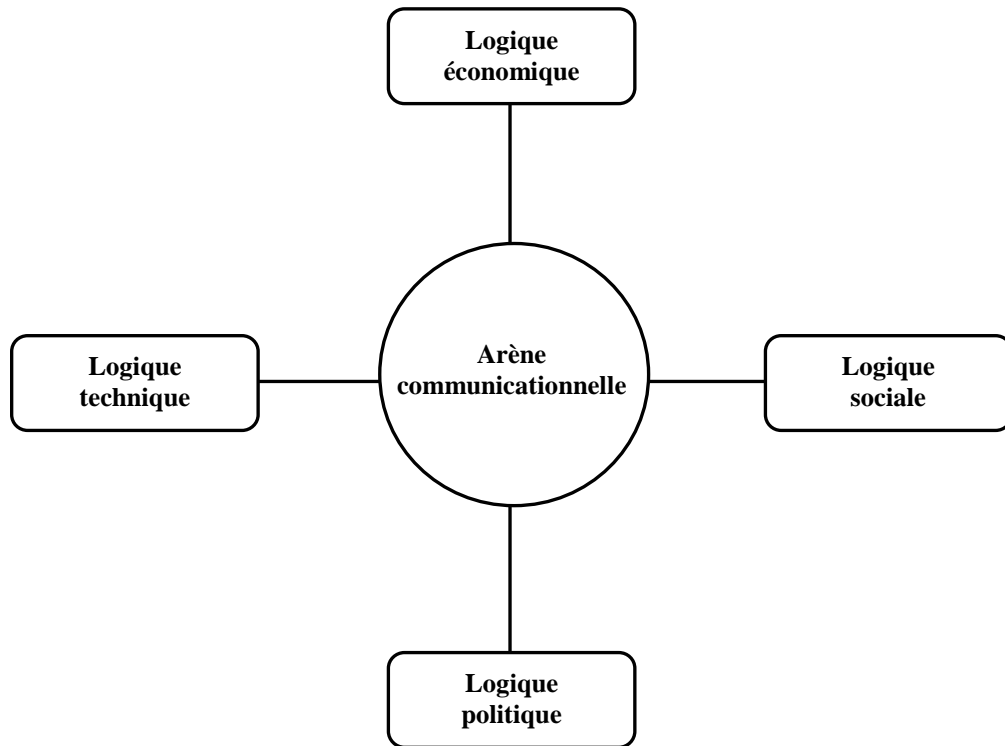 Logique
économique
Arène
communicationnelle
Logique
technique
Logique
sociale
Logique
politique